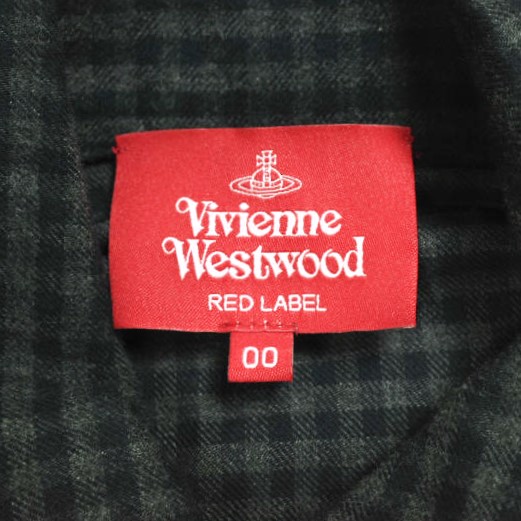 Vivienne
Westwood
RED LABEL
00